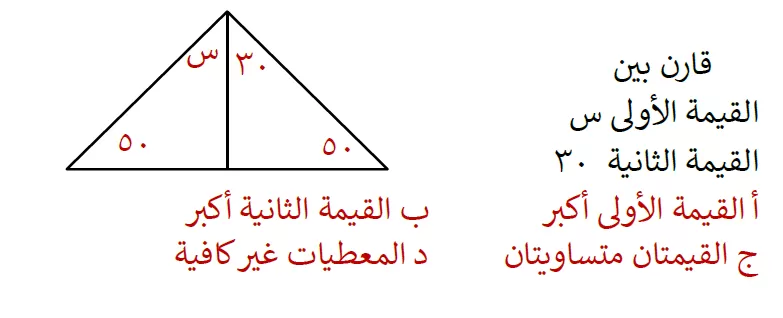 قارن بين
القيمة الأولى س
القيمة الثانية ٣٠
أ القيمة الأولى أكبر ب القيمة الثانية أكبر
ج القيمتان متساويتان د المعطيات غير كافية
٣٠ س
٥٠ ٥٠